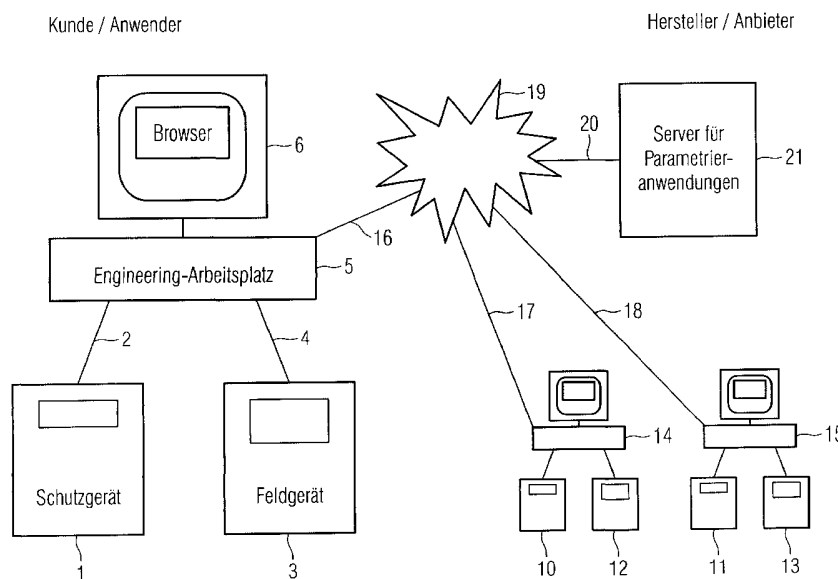 Kunde / Anwender
Hersteller / Anbieter
19
Browser
6
20
Server für
Parametrier-
anwendungen
21
16
Engineering-Arbeitsplatz
5
17
18
2
4
14
15
Schutzgerät
Feldgerät
1
3
10
12
11
13